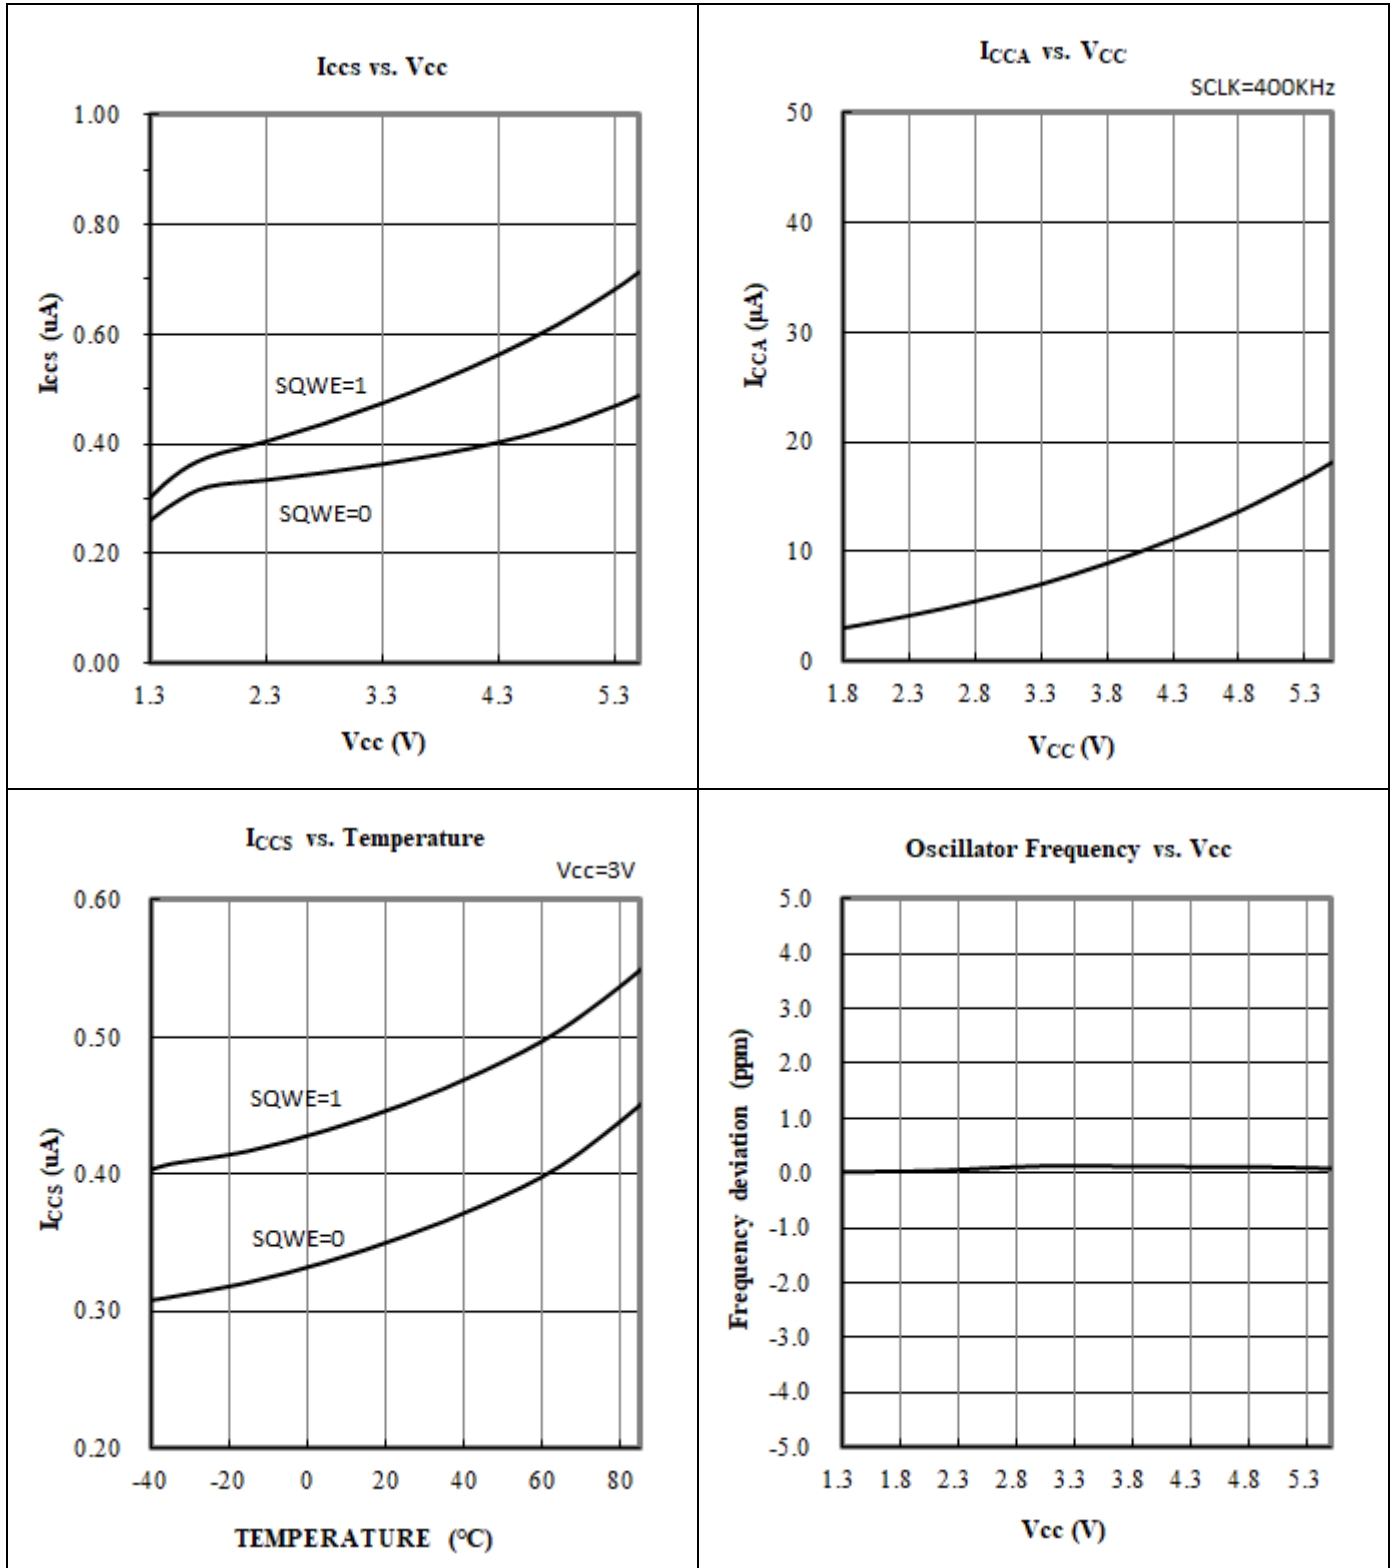 Iccs vs. Vcc
1.00
0.80
0.60
0.40
0.20
0.00
Iccs (uA)
SQWE=1
SQWE=0
1.3 2.3 3.3 4.3 5.3
Vcc (V)
ICCA vs. VCC
SCLK=400KHz
50
40
30
20
10
0
ICCA (µA)
1.8 2.3 2.8 3.3 3.8 4.3 4.8 5.3
VCC (V)
ICCS vs. Temperature
Vcc=3V
0.60
0.50
0.40
0.30
0.20
ICCS (uA)
SQWE=1
SQWE=0
-40 -20 0 20 40 60 80
TEMPERATURE (°C)
Oscillator Frequency vs. Vcc
5.0
4.0
3.0
2.0
1.0
0.0
-1.0
-2.0
-3.0
-4.0
-5.0
Frequency deviation (ppm)
1.3 1.8 2.3 2.8 3.3 3.8 4.3 4.8 5.3
Vcc (V)